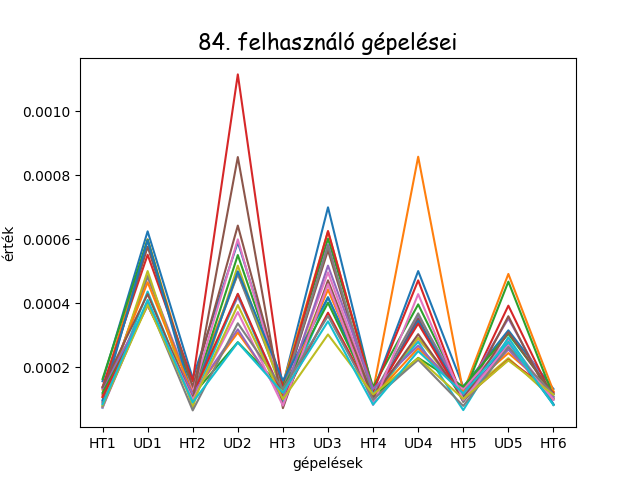 84. felhasználó gépelései
érték
0.0010
0.0008
0.0006
0.0004
0.0002
HT1 UD1 HT2 UD2 HT3 UD3 HT4 UD4 HT5 UD5 HT6
gépelések